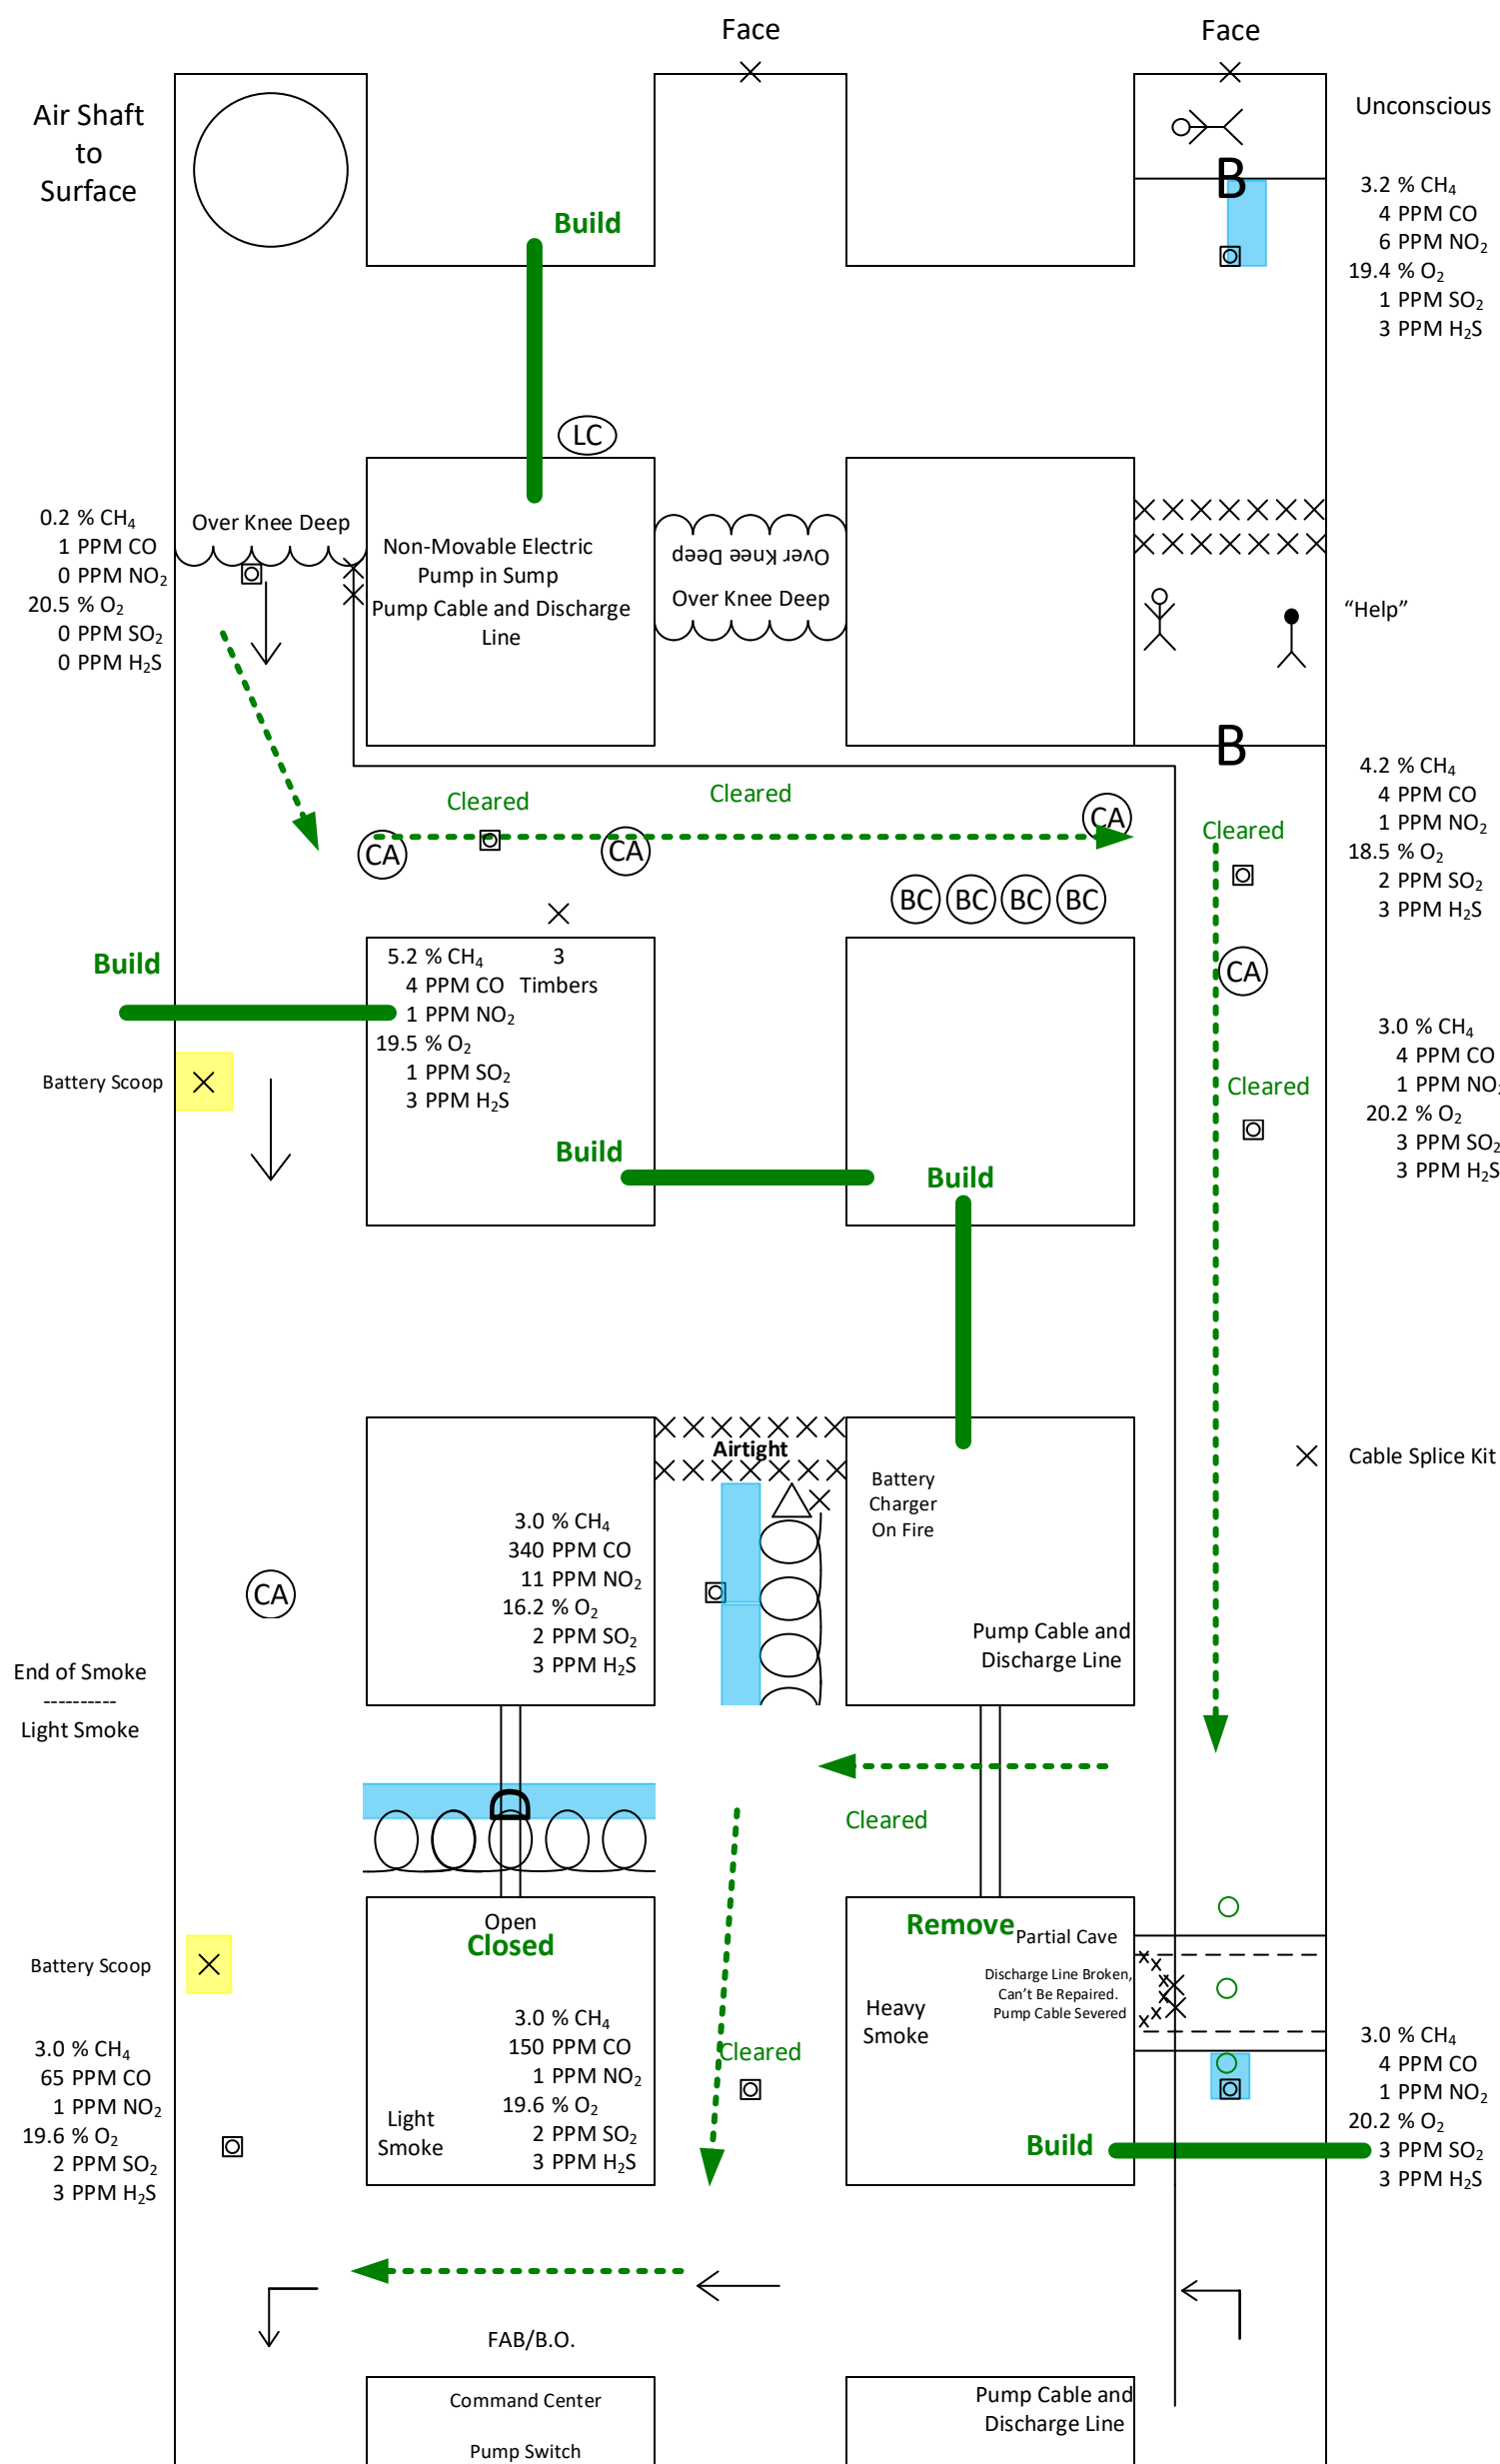 Face
Face
Air Shaft
to
Surface
Unconscious
B
3.2 % CH₄
4 PPM CO
6 PPM NO₂
19.4 % O₂
1 PPM SO₂
3 PPM H₂S
Build
LC
0.2 % CH₄
1 PPM CO
0 PPM NO₂
20.5 % O₂
0 PPM SO₂
0 PPM H₂S
Over Knee Deep
Non-Movable Electric
Pump in Sump
Pump Cable and Discharge
Line
Over Knee Deep
Over Knee Deep
"Help"
B
4.2 % CH₄
4 PPM CO
1 PPM NO₂
18.5 % O₂
2 PPM SO₂
3 PPM H₂S
Cleared
Cleared
Cleared
CA
CA
CA
BC
BC
BC
BC
CA
Build
5.2 % CH₄
4 PPM CO
1 PPM NO₂
19.5 % O₂
1 PPM SO₂
3 PPM H₂S
3
Timbers
Battery Scoop
3.0 % CH₄
4 PPM CO
1 PPM NO₂
20.2 % O₂
3 PPM SO₂
3 PPM H₂S
Cleared
Build
Build
Airtight
Cable Splice Kit
Battery
Charger
On Fire
3.0 % CH₄
340 PPM CO
11 PPM NO₂
16.2 % O₂
2 PPM SO₂
3 PPM H₂S
CA
Pump Cable and
Discharge Line
End of Smoke
----------
Light Smoke
Cleared
Open
Closed
Remove
Partial Cave
Discharge Line Broken,
Can't Be Repaired.
Pump Cable Severed
Heavy
Smoke
Battery Scoop
3.0 % CH₄
65 PPM CO
1 PPM NO₂
19.6 % O₂
2 PPM SO₂
3 PPM H₂S
3.0 % CH₄
150 PPM CO
1 PPM NO₂
19.6 % O₂
2 PPM SO₂
3 PPM H₂S
Light
Smoke
Cleared
3.0 % CH₄
4 PPM CO
1 PPM NO₂
20.2 % O₂
3 PPM SO₂
3 PPM H₂S
Build
FAB/B.O.
Command Center
Pump Switch
Pump Cable and
Discharge Line